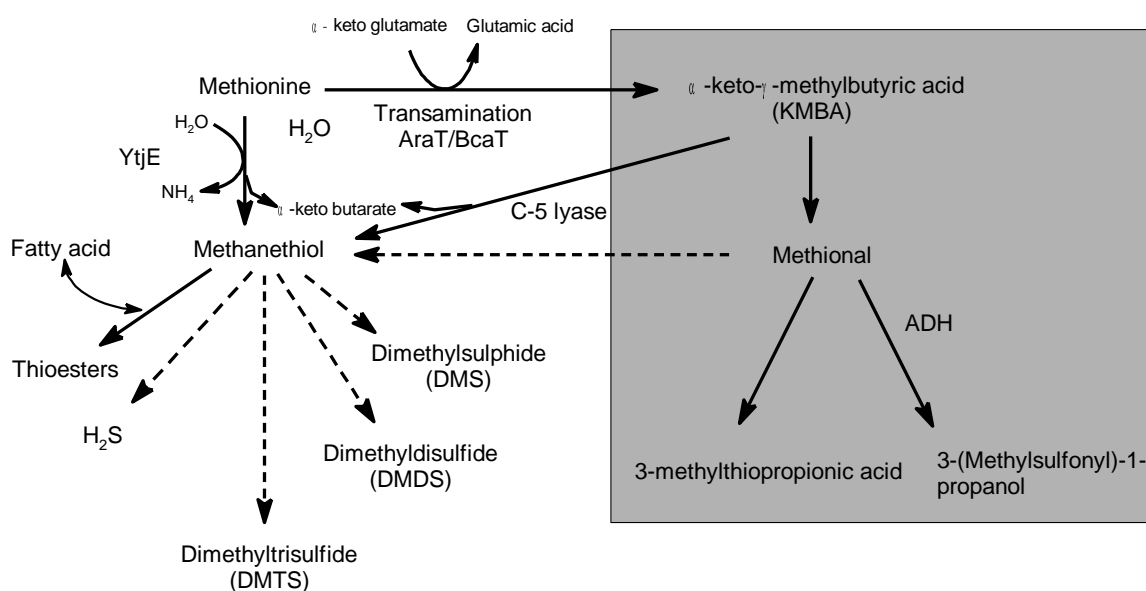 α - keto glutamate
Glutamic acid
Methionine
α -keto-γ-methylbutyric acid
(KMBA)
Transamination
AraT/BcaT
H2O
H2O
YtjE
NH4
α -keto butarate
C-5 lyase
Fatty acid
Methanethiol
Methional
ADH
Thioesters
Dimethylsulphide
(DMS)
H2S
Dimethyldisulfide
(DMDS)
3-methylthiopropionic acid
3-(Methylsulfonyl)-1-
propanol
Dimethyltrisulfide
(DMTS)